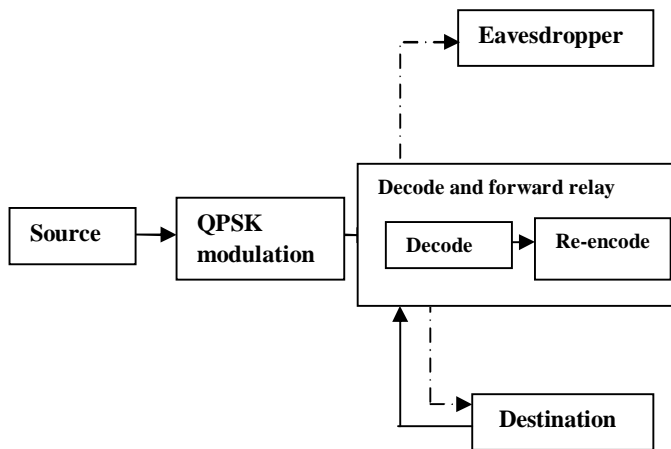 Eavesdropper
Decode and forward relay
Source
QPSK
modulation
Decode
Re-encode
Destination